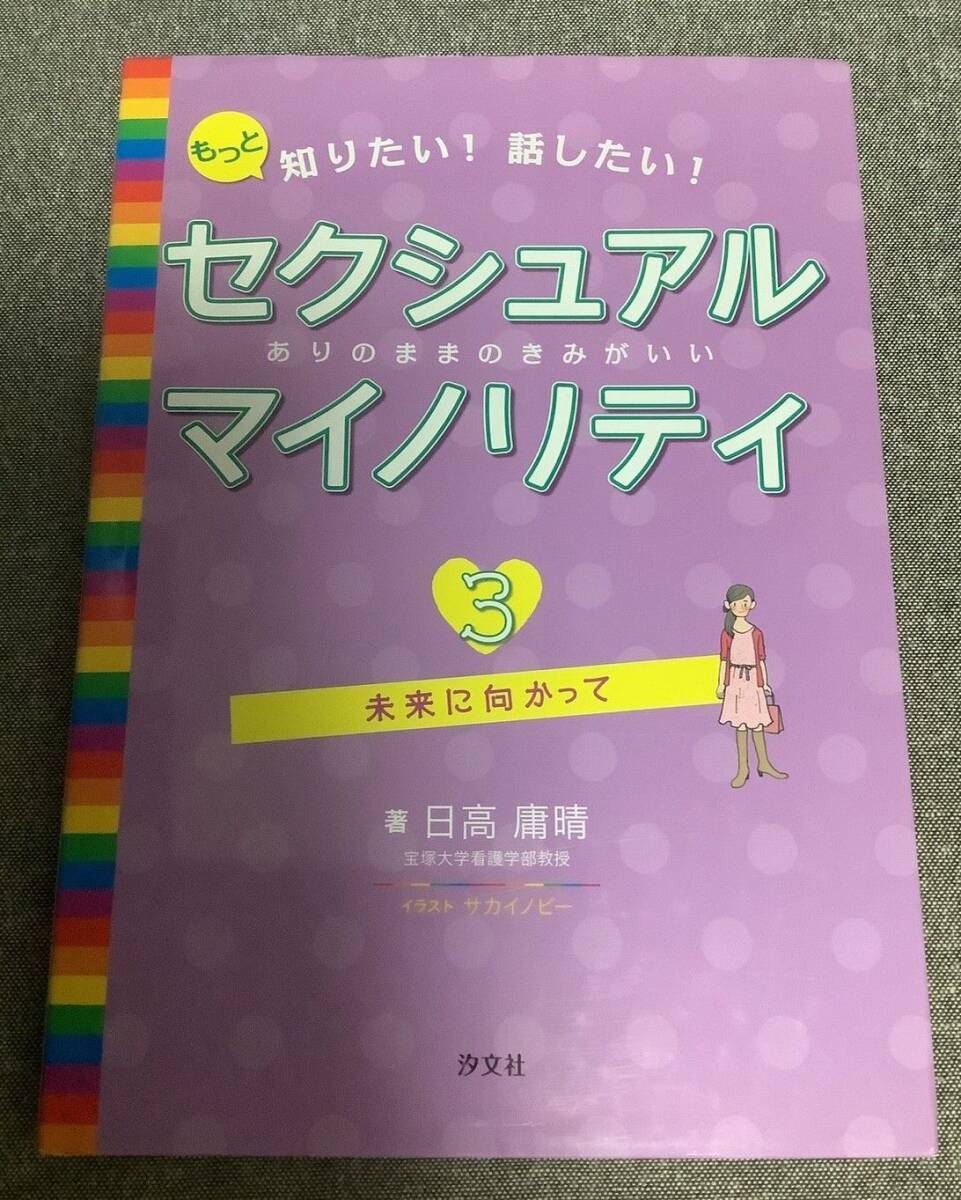 もっと
知りたい! 話したい!
セクシュアル
ありのままのきみがいい
マイノリティ
3
未来に向かって
著 日高 庸晴
宝塚大学看護学部教授
イラスト サカイノビー
汐文社